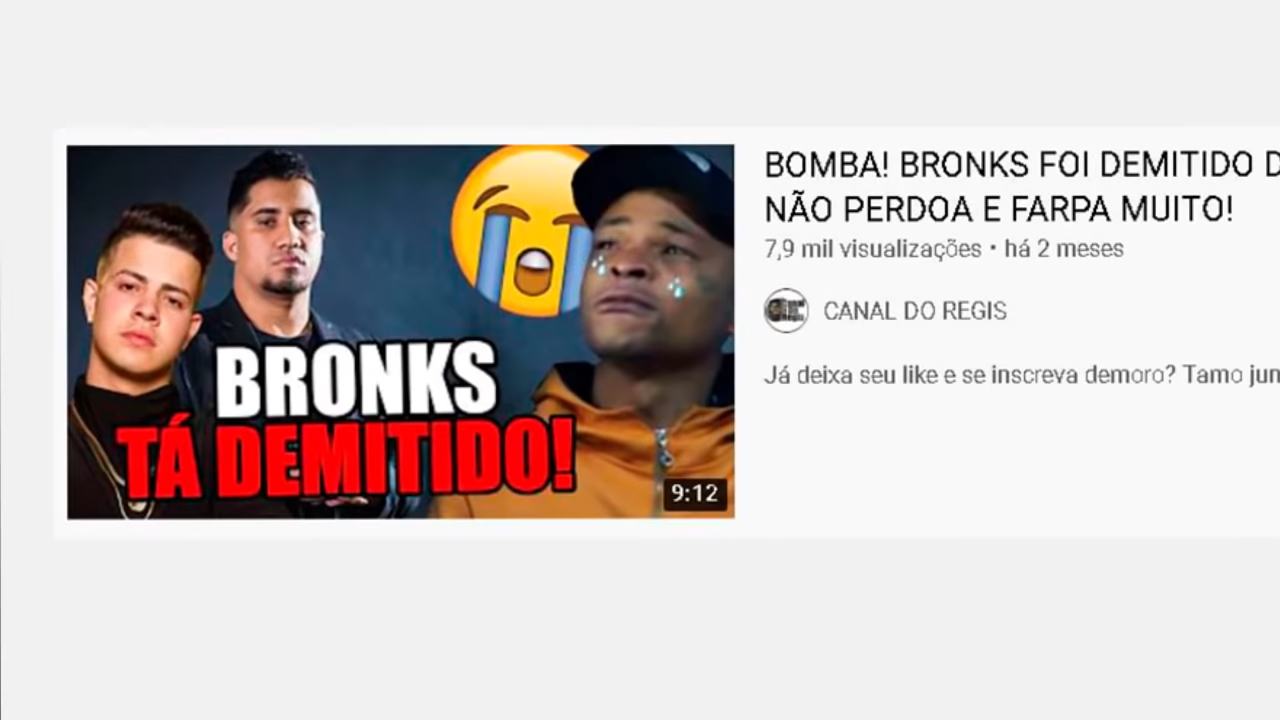 BRONKS
TÁ DEMITIDO!
9:12
BOMBA! BRONKS FOI DEMITIDO
NÃO PERDOA E FARPA MUITO!
7,9 mil visualizações • há 2 meses
CANAL DO REGIS
Já deixa seu like e se inscreva demoro? Tamo